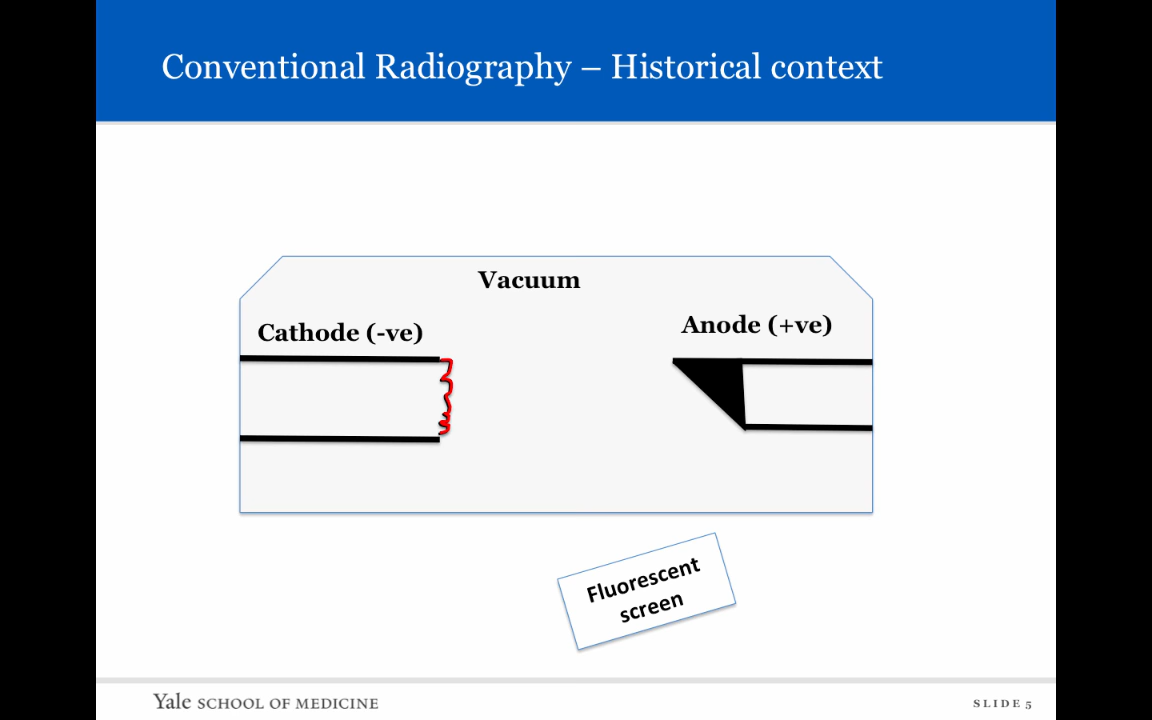 Conventional Radiography – Historical context
Vacuum
Cathode (-ve)
Anode (+ve)
Fluorescent
screen
Yale SCHOOL OF MEDICINE
SLIDE 5